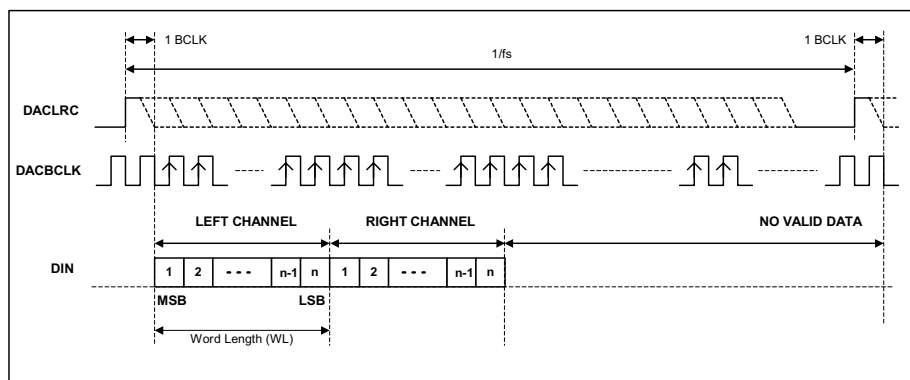 1 BCLK 1 BCLK
1/fs
DACLRC
DACBCLK
LEFT CHANNEL RIGHT CHANNEL NO VALID DATA
DIN 1 2 - - - n-1 n 1 2 - - - n-1 n
MSB LSB
Word Length (WL)